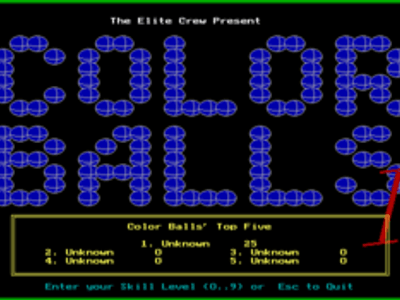 The Elite Crew Present
COLOR
BALLS
Color Balls' Top Five
1. Unknown 25
2. Unknown 0 3. Unknown 0
4. Unknown 0 5. Unknown 0
Enter your Skill Level (0..9) or Esc to Quit